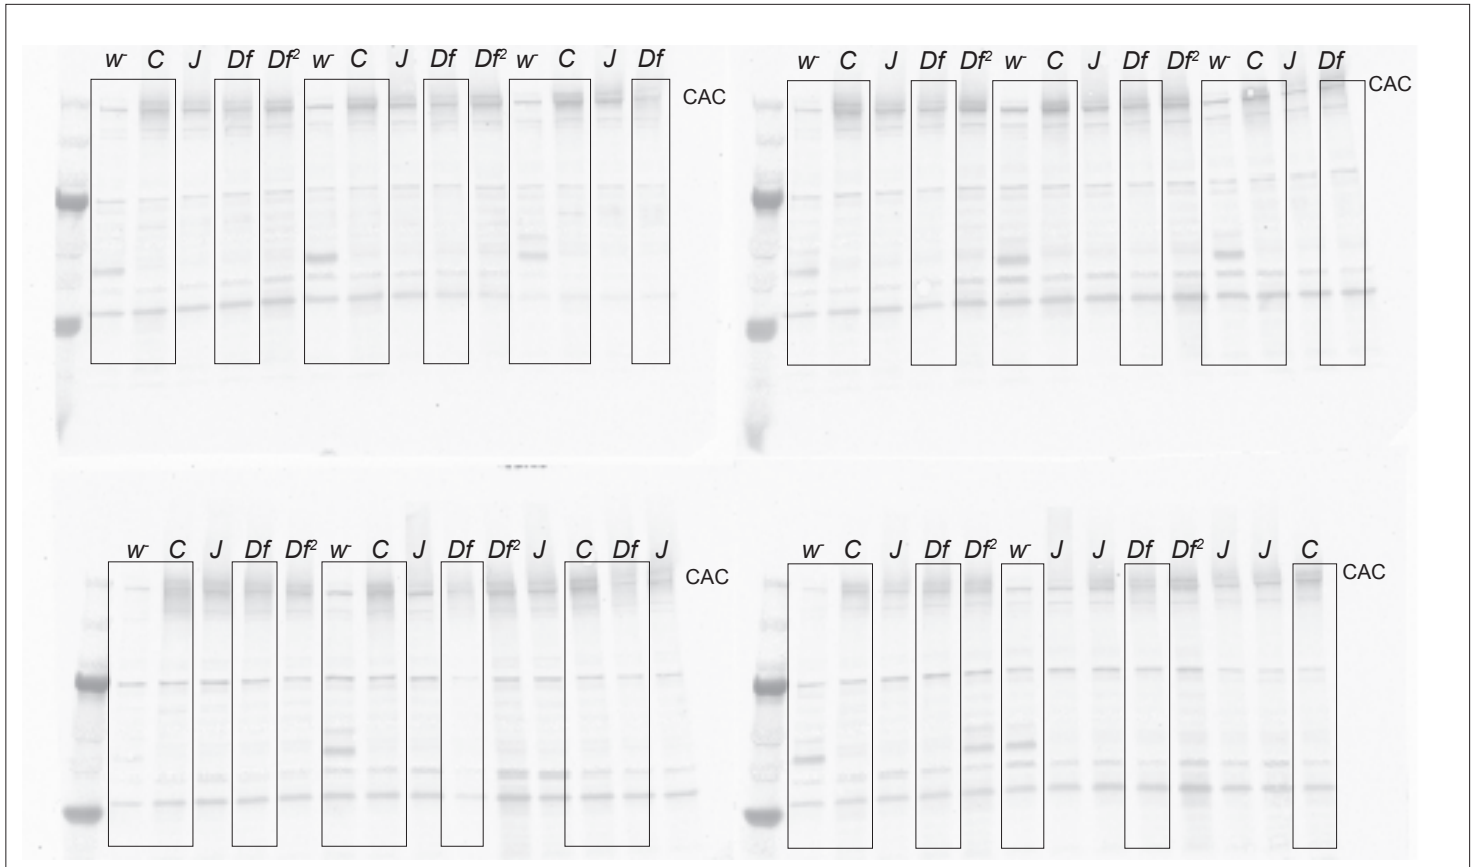 w⁻ C J Df Df² w⁻ C J Df Df² w⁻ C J Df
CAC
w⁻ C J Df Df² w⁻ C J Df Df² w⁻ C J Df
CAC
w⁻ C J Df Df² w⁻ C J Df Df² J C Df J
CAC
w⁻ C J Df Df² w⁻ J J Df Df² J J C
CAC